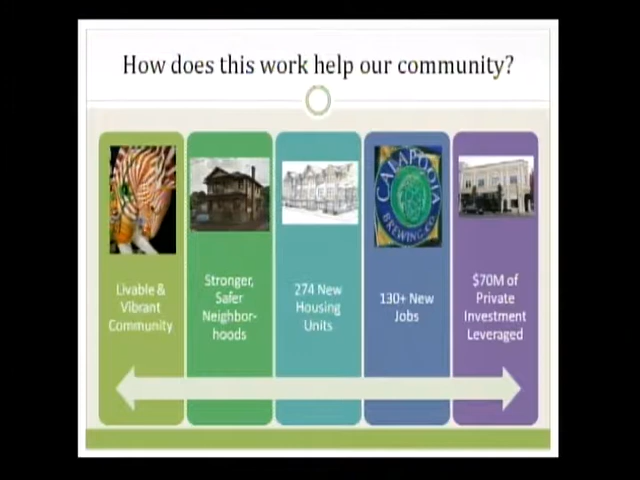 How does this work help our community?
CALAPOOIA
BREWING CO.
Livable &
Vibrant
Community
Stronger,
Safer
Neighbor-
hoods
274 New
Housing
Units
130+ New
Jobs
$70M of
Private
Investment
Leveraged